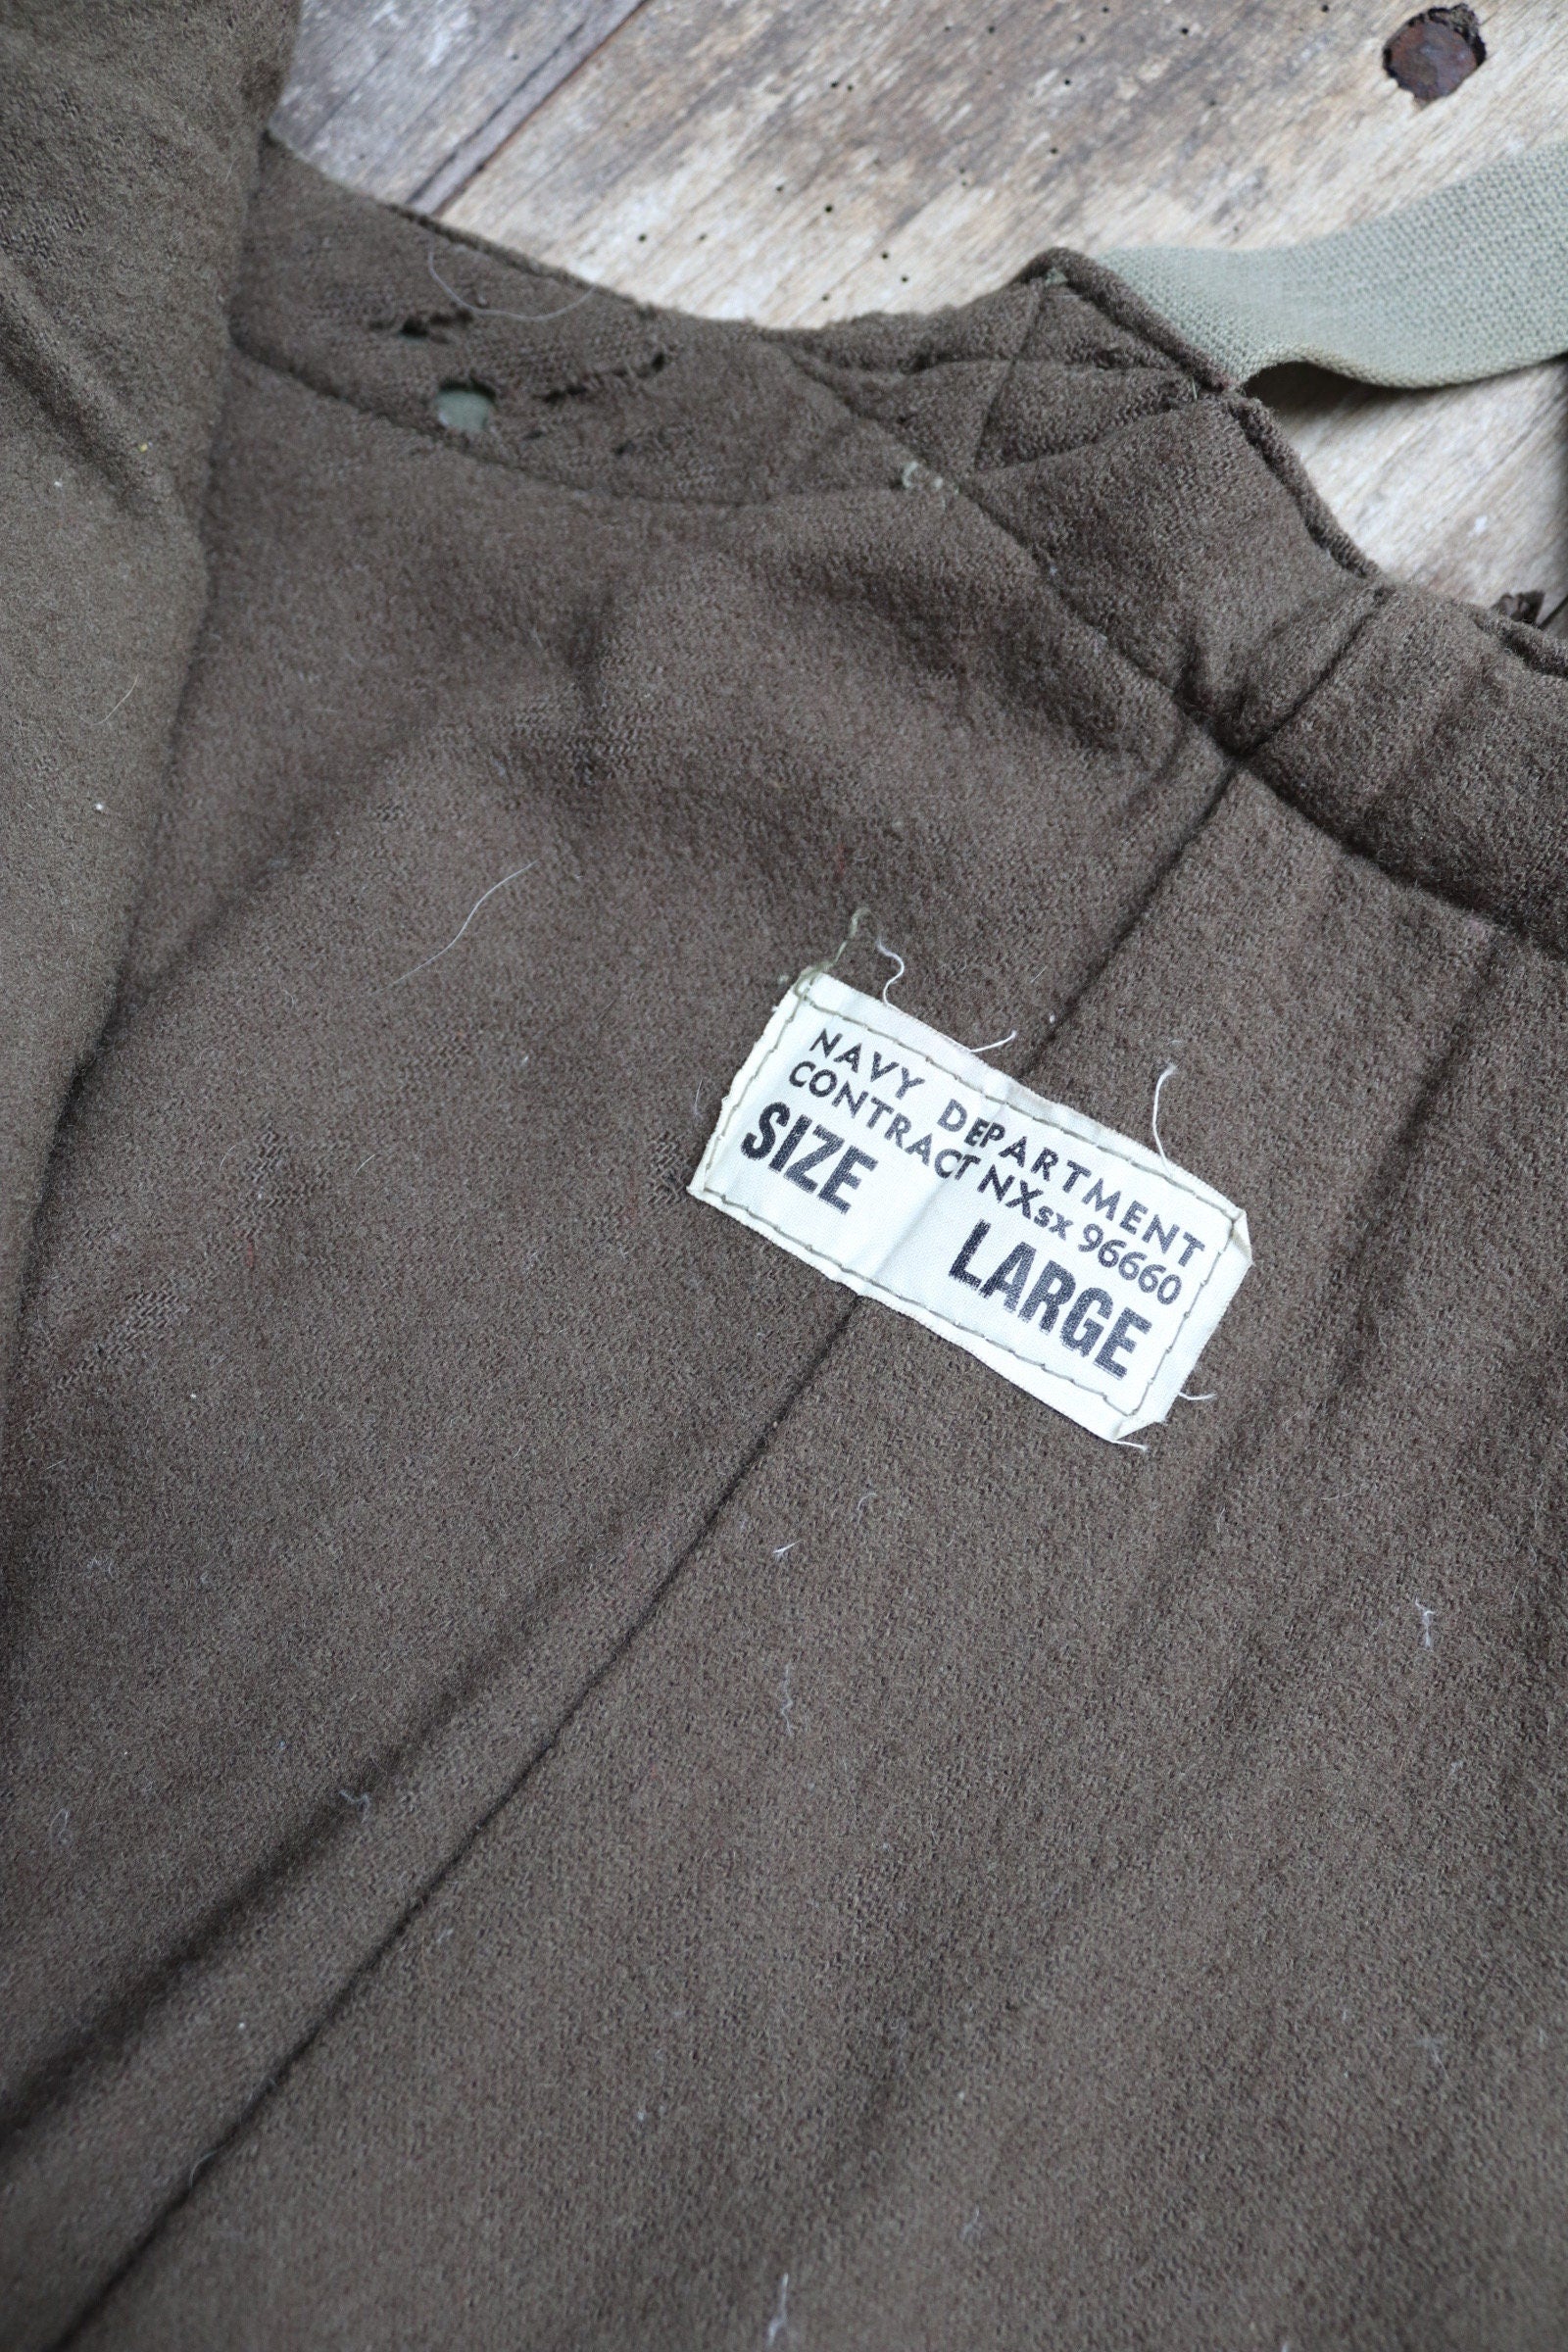 NAVY DEPARTMENT
CONTRACT NXsx 96660
SIZE LARGE